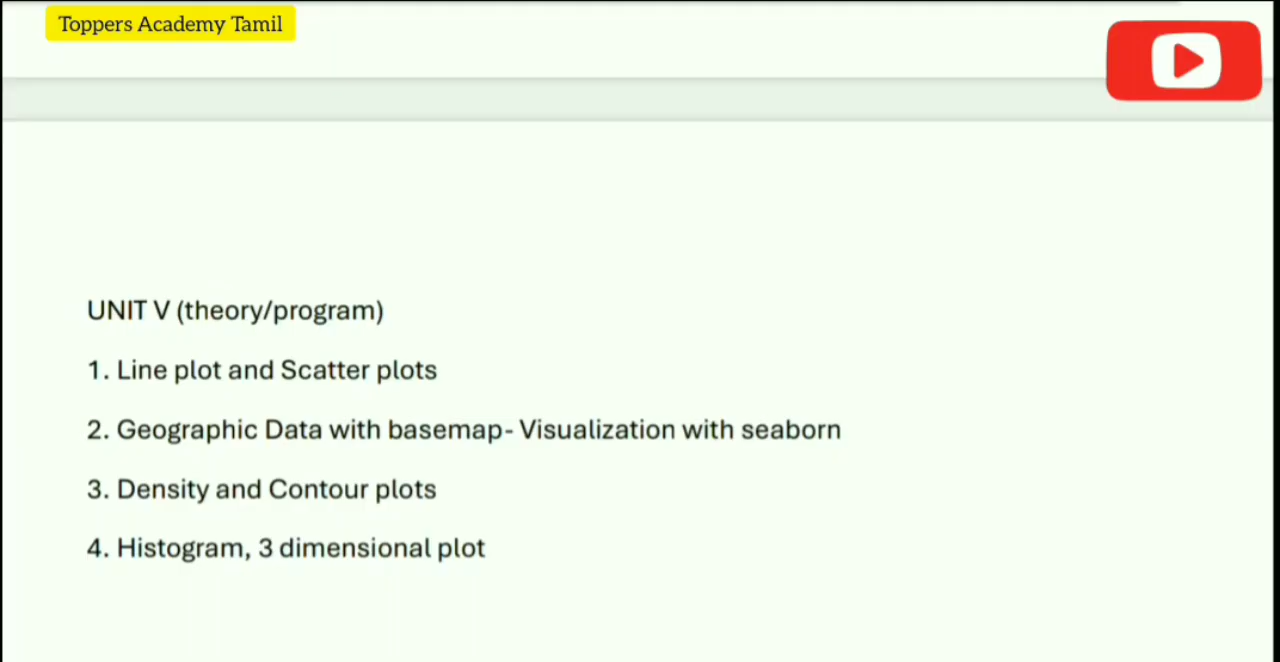 Toppers Academy Tamil
UNIT V (theory/program)
1. Line plot and Scatter plots
2. Geographic Data with basemap- Visualization with seaborn
3. Density and Contour plots
4. Histogram, 3 dimensional plot